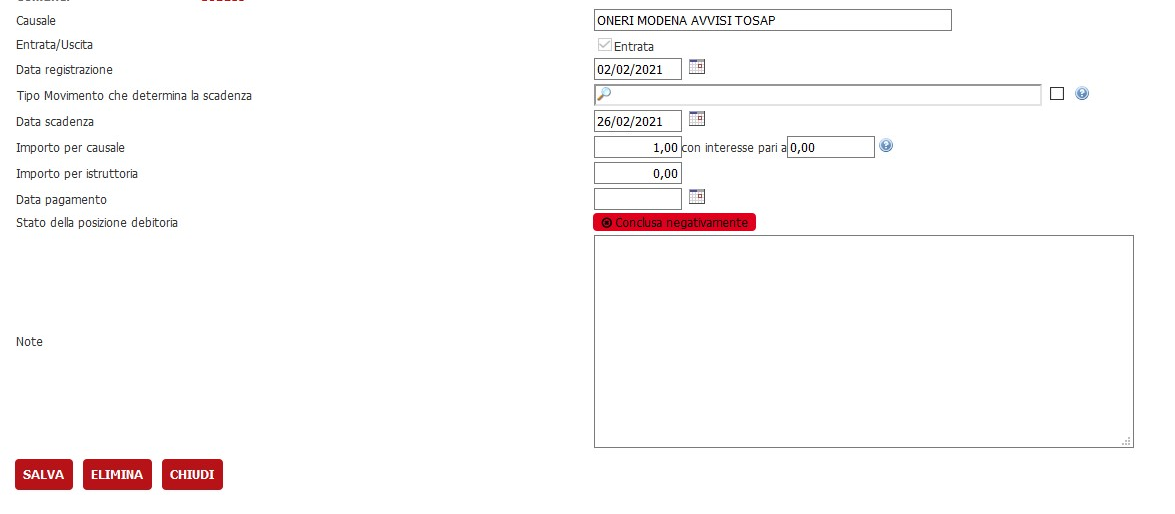 Causale ONERI MODENA AVVISI TOSAP
Entrata/Uscita Entrata
Data registrazione 02/02/2021
Tipo Movimento che determina la scadenza
Data scadenza 26/02/2021
Importo per causale 1,00 con interesse pari a 0,00
Importo per istruttoria 0,00
Data pagamento
Stato della posizione debitoria Conclusa negativamente
Note
SALVA ELIMINA CHIUDI